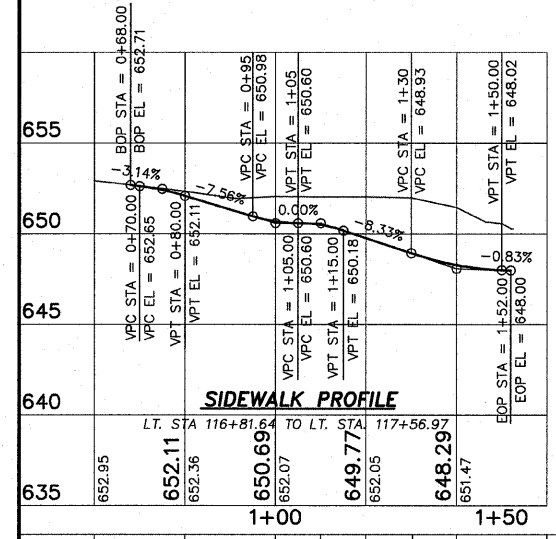 BOP STA = 0+68.00
BOP EL = 652.71
VPC STA = 0+95
VPC EL = 650.98
VPT STA = 1+05
VPT EL = 650.60
VPC STA = 1+30
VPC EL = 648.93
VPT STA = 1+50.00
VPT EL = 648.02
655
650
645
640
635
-3.14%
-7.56%
0.00%
-8.33%
-0.83%
VPC STA = 0+70.00
VPC EL = 652.65
VPT STA = 0+80.00
VPT EL = 652.11
VPC STA = 1+05.00
VPC EL = 650.60
VPT STA = 1+15.00
VPT EL = 650.18
EOP STA = 1+52.00
EOP EL = 648.00
SIDEWALK PROFILE
LT. STA 116+81.64 TO LT. STA. 117+56.97
652.95
652.11
652.36
650.69
652.07
649.77
652.05
648.29
651.47
1+00
1+50